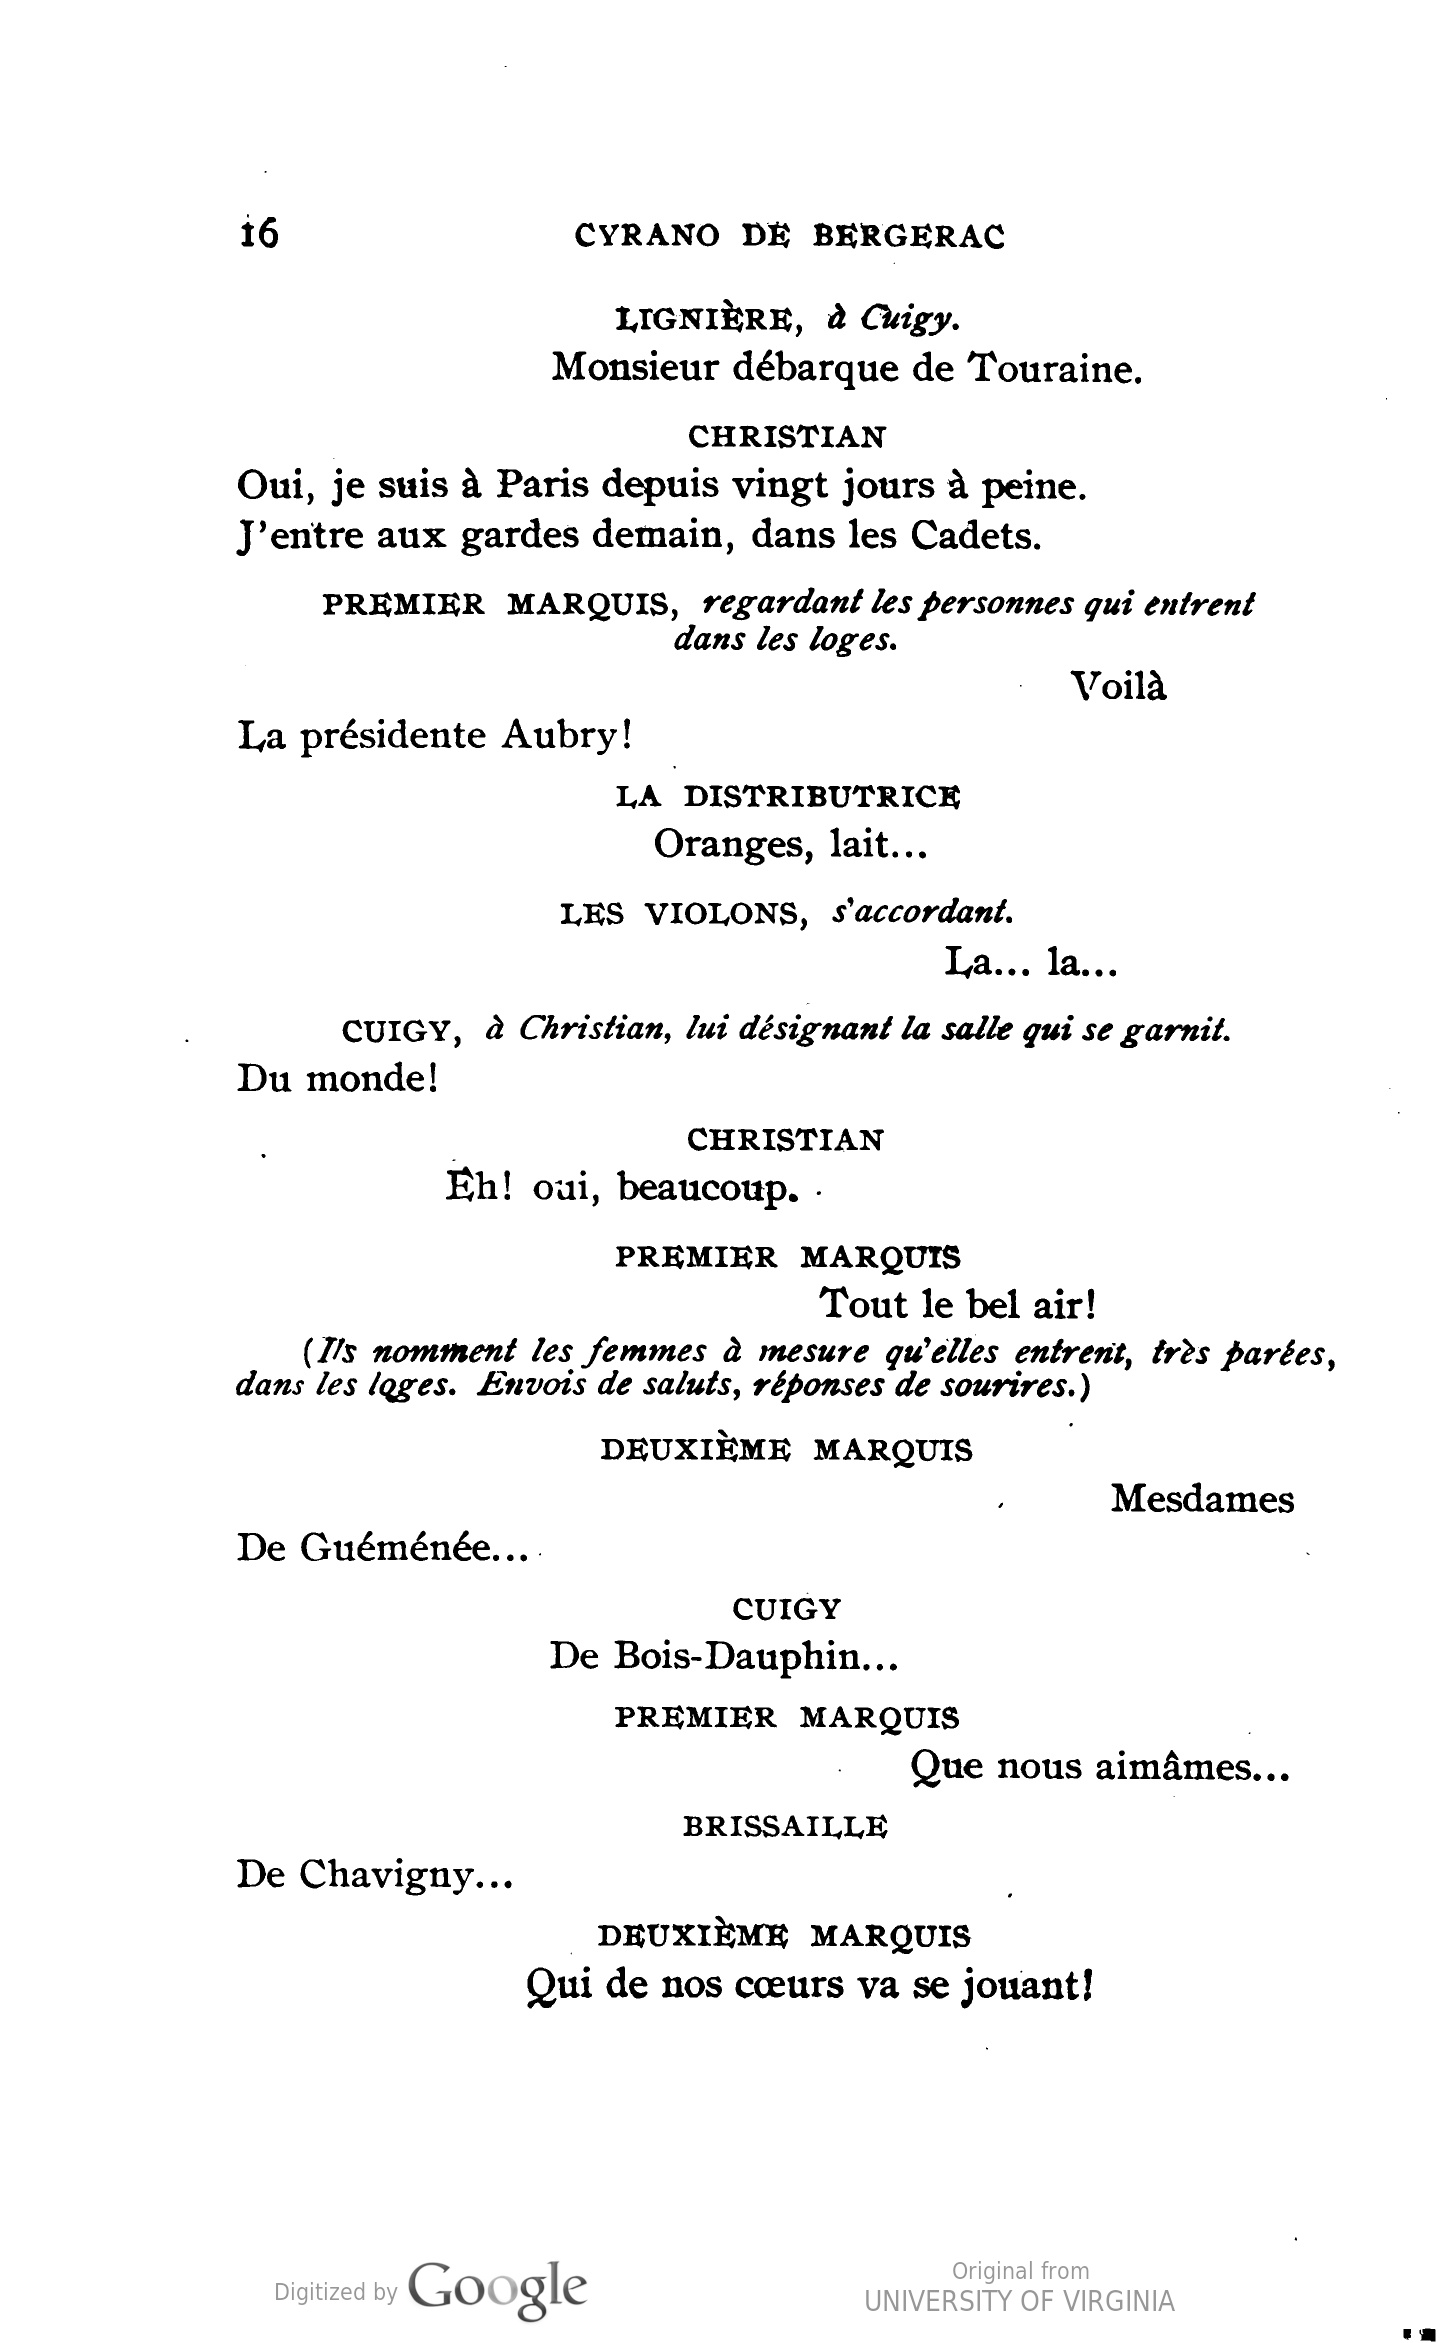 16 CYRANO DE BERGERAC
LIGNIÈRE, à Cuigy.
Monsieur débarque de Touraine.
CHRISTIAN
Oui, je suis à Paris depuis vingt jours à peine.
J'entre aux gardes demain, dans les Cadets.
PREMIER MARQUIS, regardant les personnes qui entrent
dans les loges.
Voilà
La présidente Aubry!
LA DISTRIBUTRICE
Oranges, lait...
LES VIOLONS, s'accordant.
La... la...
CUIGY, à Christian, lui désignant la salle qui se garnit.
Du monde!
CHRISTIAN
Eh! oui, beaucoup.
PREMIER MARQUIS
Tout le bel air!
(Ils nomment les femmes à mesure qu'elles entrent, très parées,
dans les loges. Envois de saluts, réponses de sourires.)
DEUXIÈME MARQUIS
Mesdames
De Guéménée...
CUIGY
De Bois-Dauphin...
PREMIER MARQUIS
Que nous aimâmes...
BRISSAILLE
De Chavigny...
DEUXIÈME MARQUIS
Qui de nos cœurs va se jouant!
Digitized by Google
Original from
UNIVERSITY OF VIRGINIA